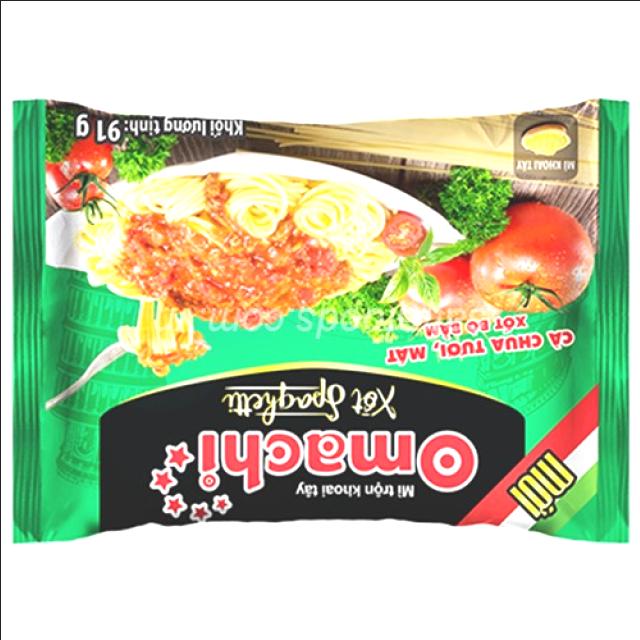 Mì trộn khoai tây
Omachi
Xốt Spaghetti
MỚI
CÀ CHUA TƯƠI, MÁT
XỐT BÒ BẰM
MÌ KHOAI TÂY
Khối lượng tịnh: 91 g